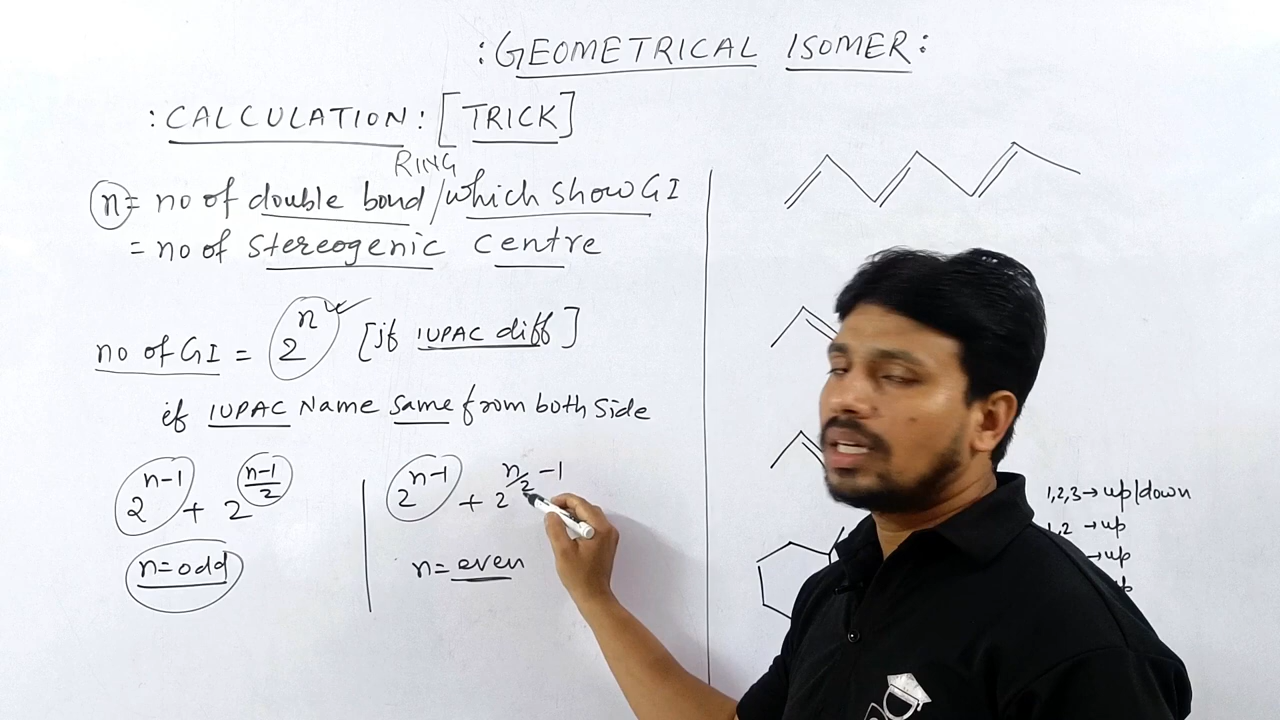 : GEOMETRICAL ISOMER :
: CALCULATION : [TRICK]
RING
n = no of double bond / which show GI
= no of stereogenic centre
no of GI = 2^n [if IUPAC diff]
if IUPAC Name Same from both Side
2^(n-1) + 2^((n-1)/2)
n = odd
2^(n-1) + 2^(n/2 - 1)
n = even
1,2,3 → up/down
1,2 → up
→ up